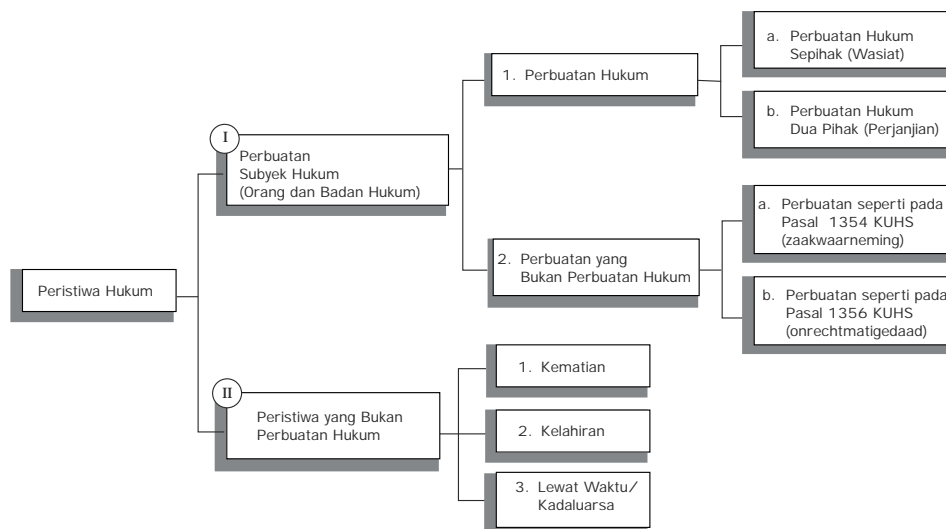 Peristiwa Hukum
I
Perbuatan
Subyek Hukum
(Orang dan Badan Hukum)
1. Perbuatan Hukum
a. Perbuatan Hukum
Sepihak (Wasiat)
b. Perbuatan Hukum
Dua Pihak (Perjanjian)
2. Perbuatan yang
Bukan Perbuatan Hukum
a. Perbuatan seperti pada
Pasal 1354 KUHS
(zaakwaarneming)
b. Perbuatan seperti pada
Pasal 1356 KUHS
(onrechtmatigedaad)
II
Peristiwa yang Bukan
Perbuatan Hukum
1. Kematian
2. Kelahiran
3. Lewat Waktu/
Kadaluarsa